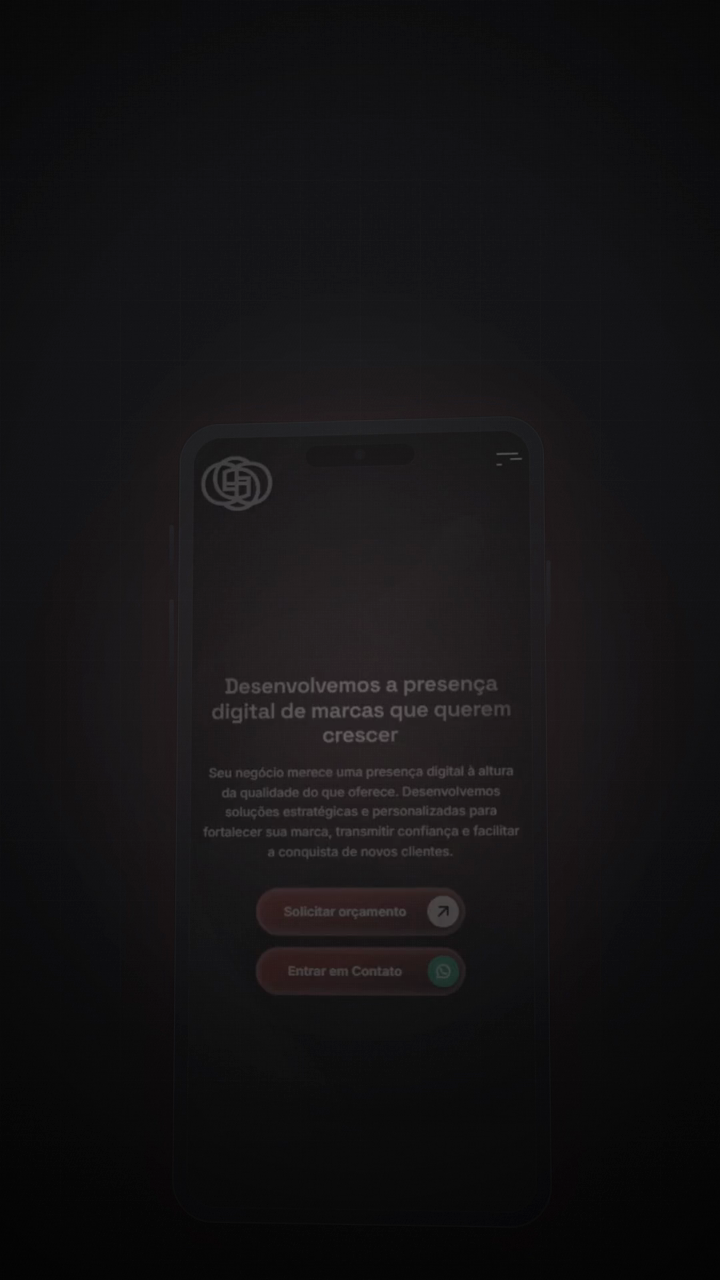 Desenvolvemos a presença
digital de marcas que querem
crescer
Seu negócio merece uma presença digital à altura
da qualidade do que oferece. Desenvolvemos
soluções estratégicas e personalizadas para
fortalecer sua marca, transmitir confiança e facilitar
a conquista de novos clientes.
Solicitar orçamento
Entrar em Contato